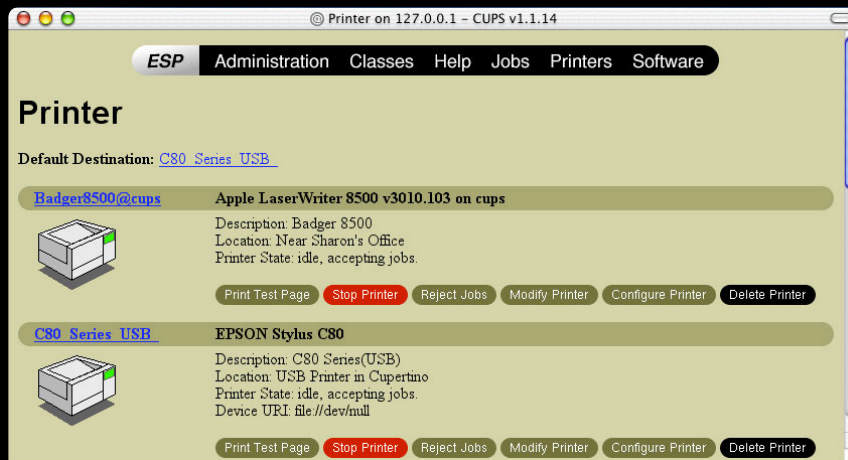 @ Printer on 127.0.0.1 – CUPS v1.1.14
ESP Administration Classes Help Jobs Printers Software
Printer
Default Destination: C80_Series_USB_
Badger8500@cups Apple LaserWriter 8500 v3010.103 on cups
Description: Badger 8500
Location: Near Sharon's Office
Printer State: idle, accepting jobs.
Print Test Page Stop Printer Reject Jobs Modify Printer Configure Printer Delete Printer
C80_Series_USB_ EPSON Stylus C80
Description: C80 Series(USB)
Location: USB Printer in Cupertino
Printer State: idle, accepting jobs.
Device URI: file://dev/null
Print Test Page Stop Printer Reject Jobs Modify Printer Configure Printer Delete Printer